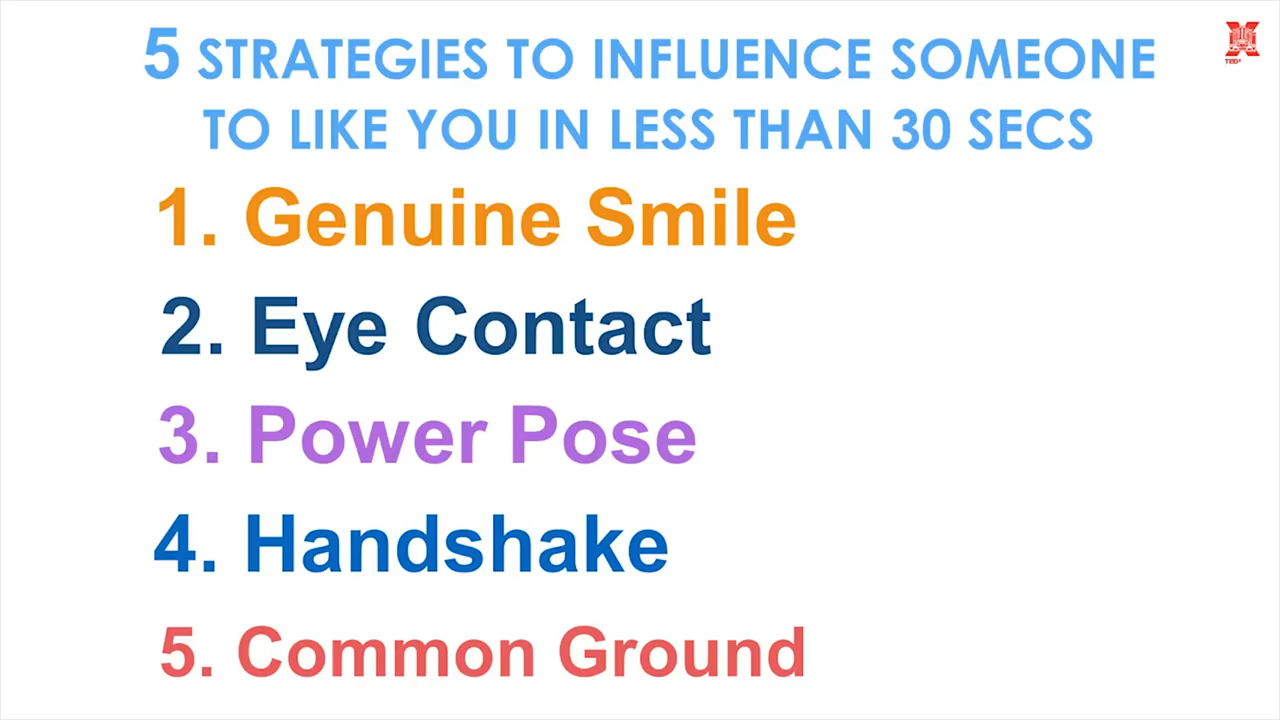 5 STRATEGIES TO INFLUENCE SOMEONE
TO LIKE YOU IN LESS THAN 30 SECS
1. Genuine Smile
2. Eye Contact
3. Power Pose
4. Handshake
5. Common Ground